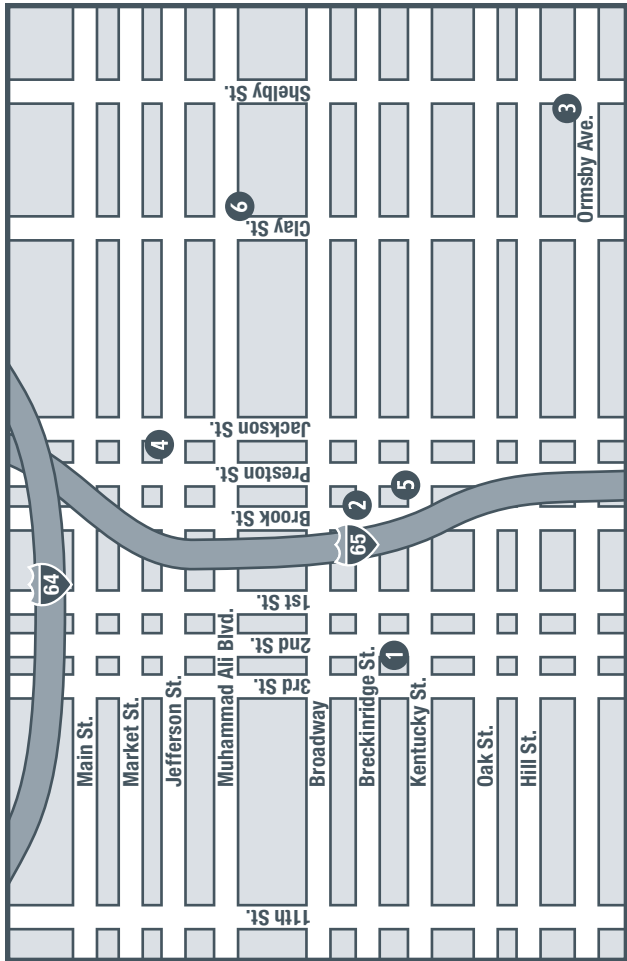 Shelby St.
3
Ormsby Ave.
6
Clay St.
Jackson St.
4
Preston St.
5
2
Brook St.
65
64
1st St.
2nd St.
1
3rd St.
Main St.
Market St.
Jefferson St.
Muhammad Ali Blvd.
Broadway
Breckinridge St.
Kentucky St.
Oak St.
Hill St.
11th St.